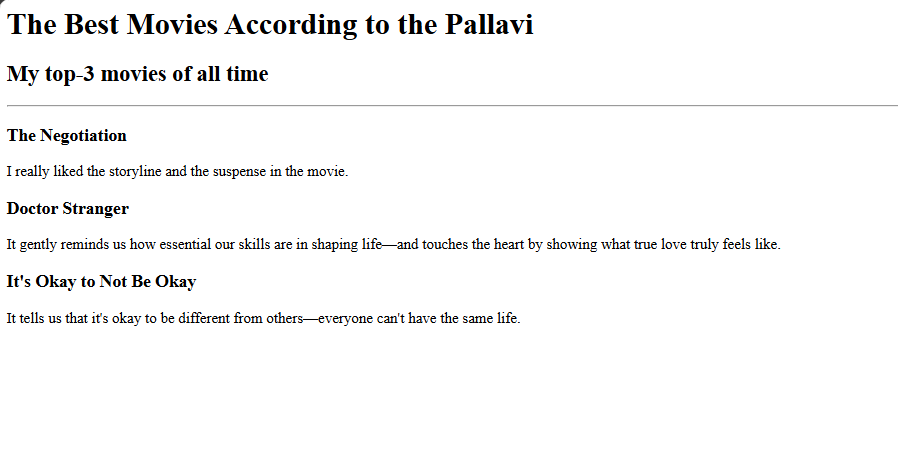 The Best Movies According to the Pallavi
My top-3 movies of all time
The Negotiation
I really liked the storyline and the suspense in the movie.
Doctor Stranger
It gently reminds us how essential our skills are in shaping life—and touches the heart by showing what true love truly feels like.
It's Okay to Not Be Okay
It tells us that it's okay to be different from others—everyone can't have the same life.